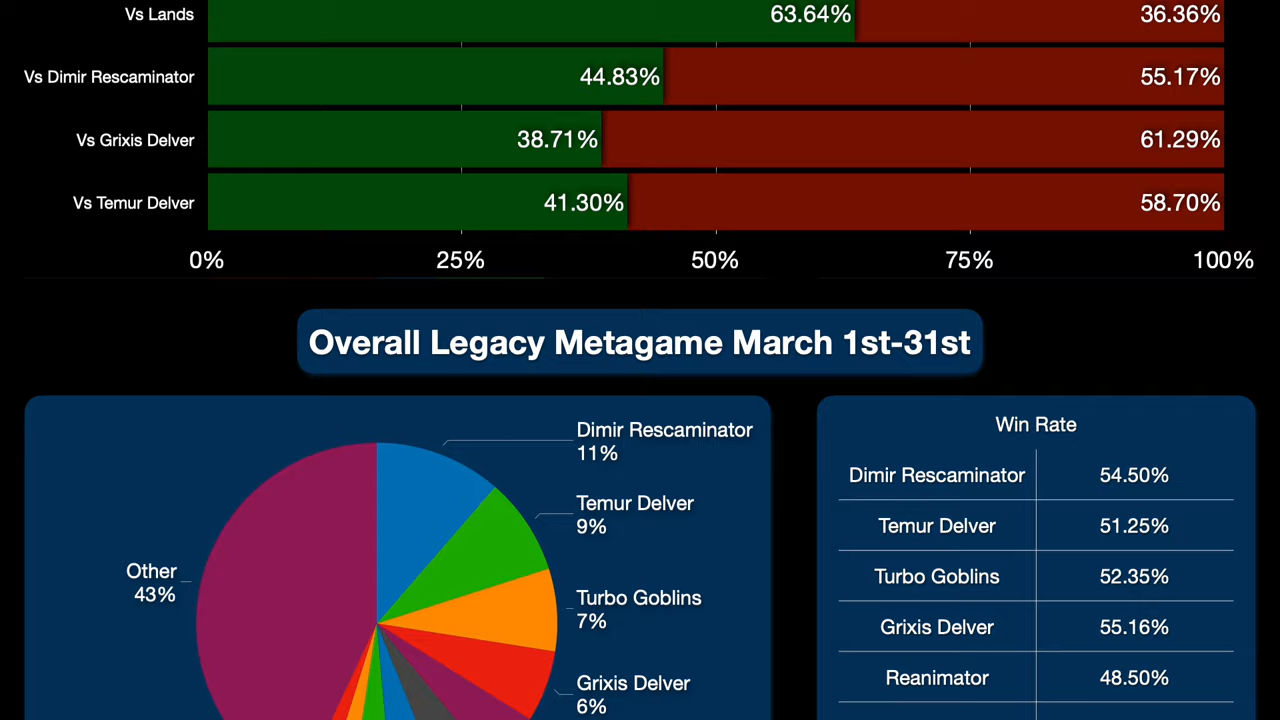 Vs Lands 63.64% 36.36%
Vs Dimir Rescaminator 44.83% 55.17%
Vs Grixis Delver 38.71% 61.29%
Vs Temur Delver 41.30% 58.70%
0% 25% 50% 75% 100%
Overall Legacy Metagame March 1st-31st
Dimir Rescaminator
11%
Temur Delver
9%
Turbo Goblins
7%
Grixis Delver
6%
Other
43%
Win Rate
Dimir Rescaminator 54.50%
Temur Delver 51.25%
Turbo Goblins 52.35%
Grixis Delver 55.16%
Reanimator 48.50%